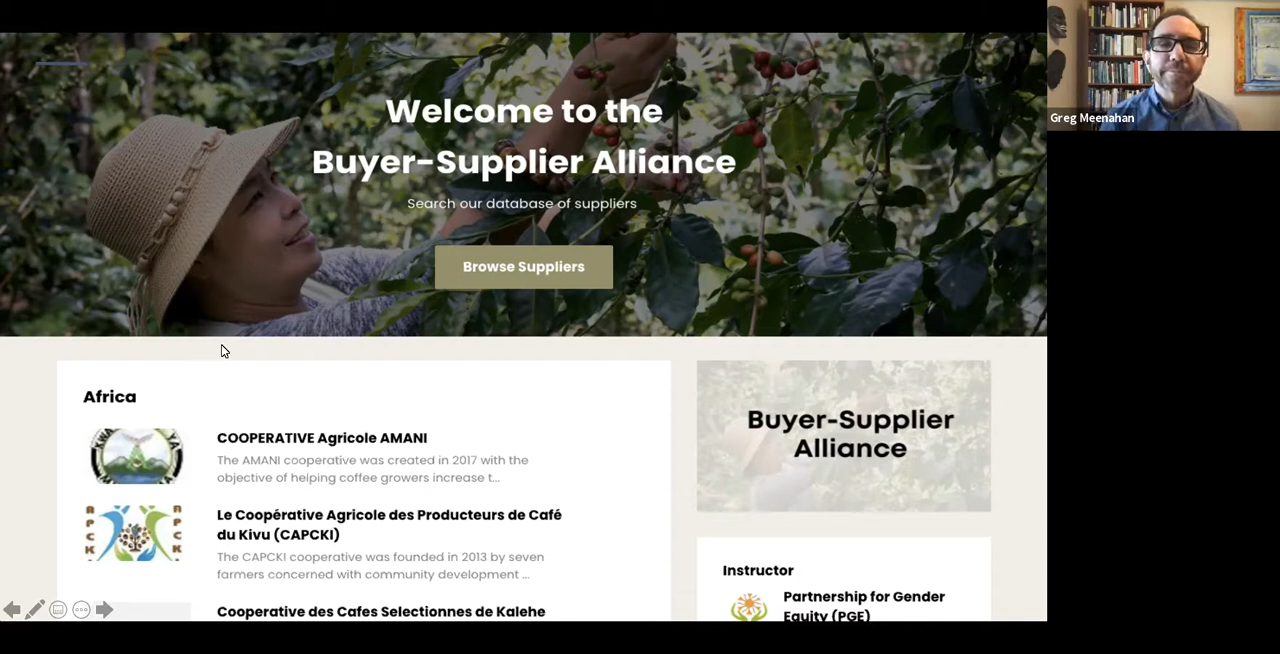 Welcome to the
Buyer-Supplier Alliance
Search our database of suppliers
Browse Suppliers
Greg Meenahan
Africa
COOPERATIVE Agricole AMANI
The AMANI cooperative was created in 2017 with the
objective of helping coffee growers increase t...
Le Coopérative Agricole des Producteurs de Café
du Kivu (CAPCKI)
The CAPCKI cooperative was founded in 2013 by seven
farmers concerned with community development ...
Cooperative des Cafes Selectionnes de Kalehe
Buyer-Supplier
Alliance
Instructor
Partnership for Gender
Equity (PGE)